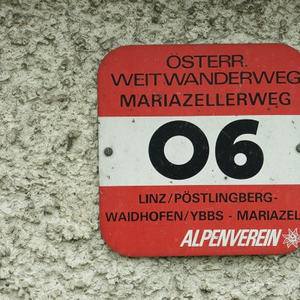 ÖSTERR.
WEITWANDERWEG
MARIAZELLERWEG
06
LINZ/PÖSTLINGBERG-
WAIDHOFEN/YBBS - MARIAZEL
ALPENVEREIN